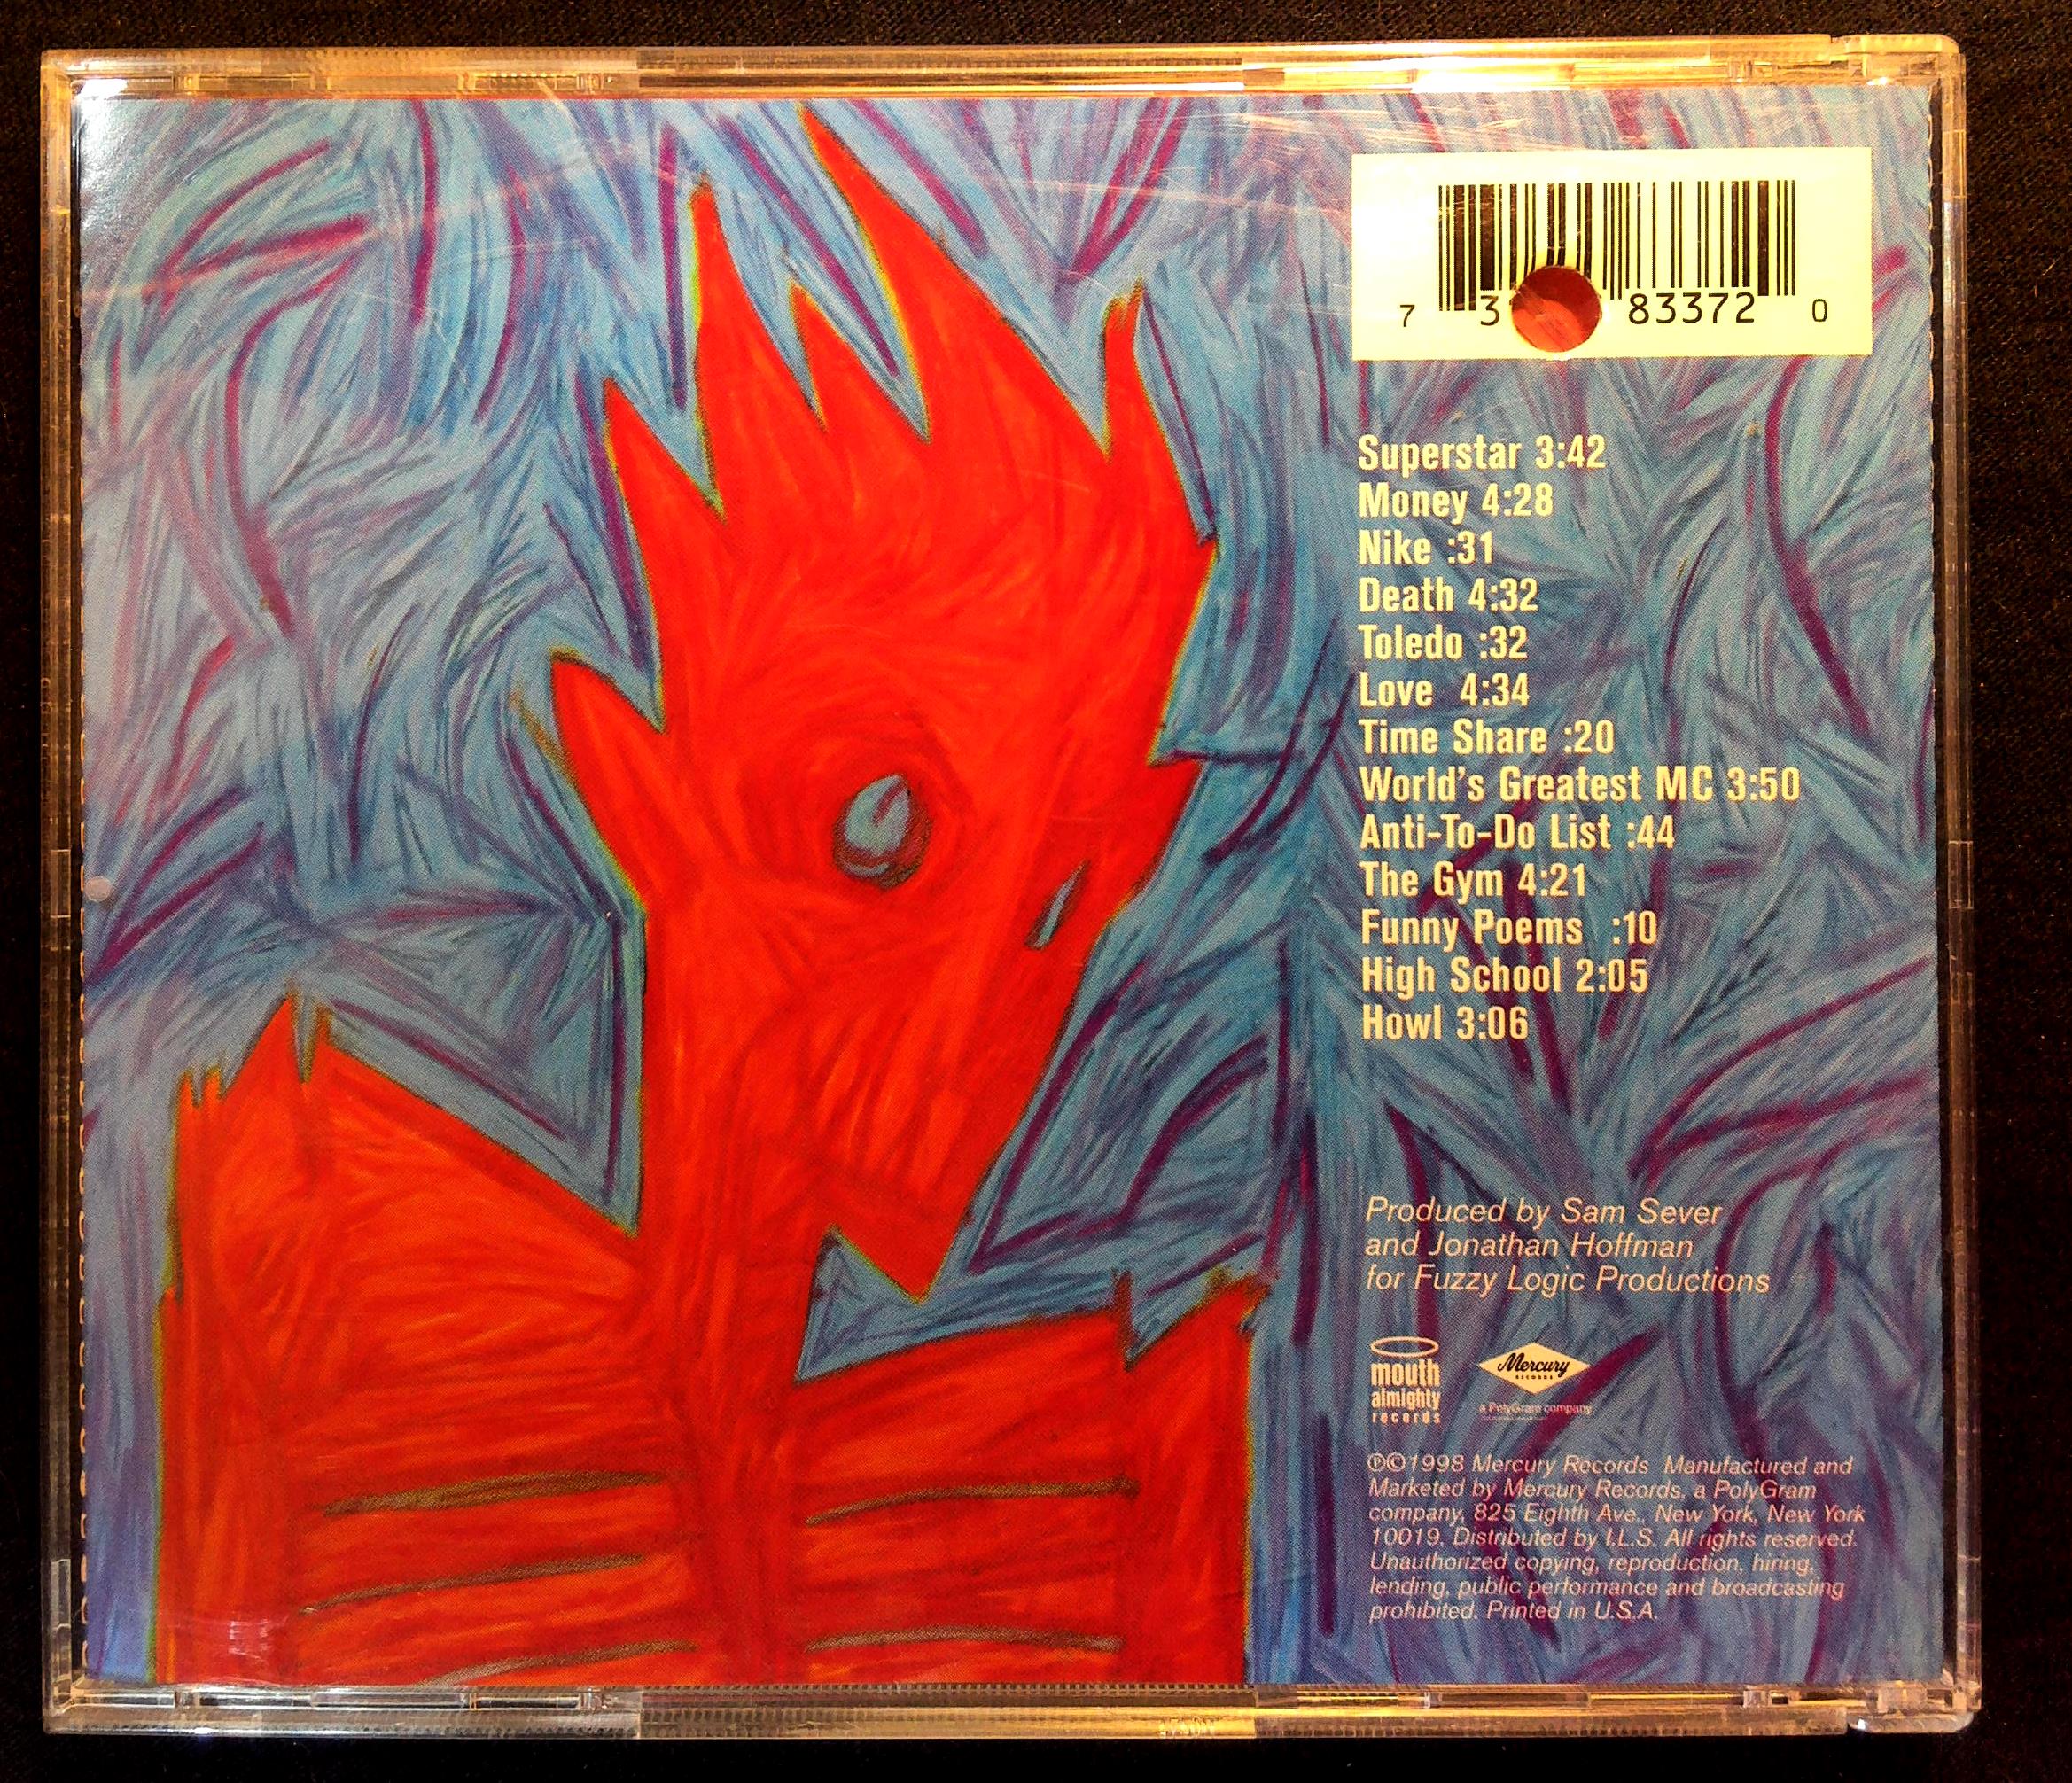 7 3 83372 0
Superstar 3:42
Money 4:28
Nike :31
Death 4:32
Toledo :32
Love 4:34
Time Share :20
World's Greatest MC 3:50
Anti-To-Do List :44
The Gym 4:21
Funny Poems :10
High School 2:05
Howl 3:06
Produced by Sam Sever
and Jonathan Hoffman
for Fuzzy Logic Productions
mouth
almighty
records
Mercury
RECORDS
a PolyGram company
℗©1998 Mercury Records Manufactured and
Marketed by Mercury Records, a PolyGram
company, 825 Eighth Ave., New York, New York
10019, Distributed by I.L.S. All rights reserved.
Unauthorized copying, reproduction, hiring,
lending, public performance and broadcasting
prohibited. Printed in U.S.A.